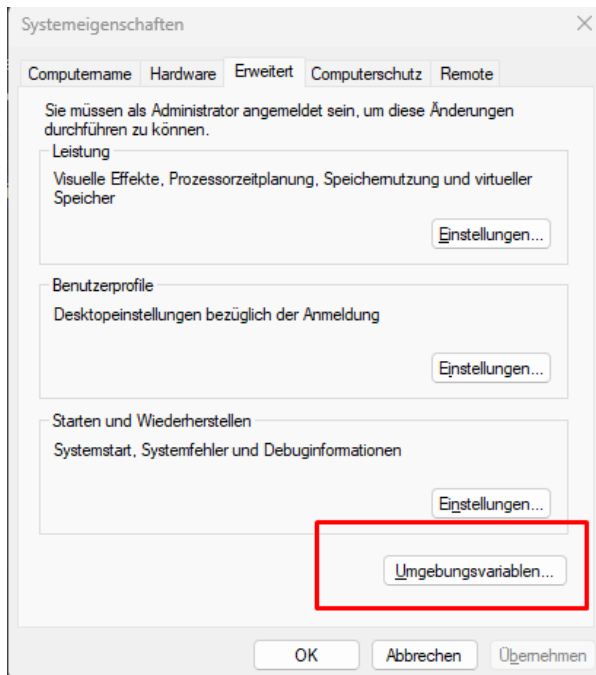 Systemeigenschaften
Computername Hardware Erweitert Computerschutz Remote
Sie müssen als Administrator angemeldet sein, um diese Änderungen
durchführen zu können.
Leistung
Visuelle Effekte, Prozessorzeitplanung, Speichernutzung und virtueller
Speicher
Einstellungen...
Benutzerprofile
Desktopeinstellungen bezüglich der Anmeldung
Einstellungen...
Starten und Wiederherstellen
Systemstart, Systemfehler und Debuginformationen
Einstellungen...
Umgebungsvariablen...
OK Abbrechen Übernehmen